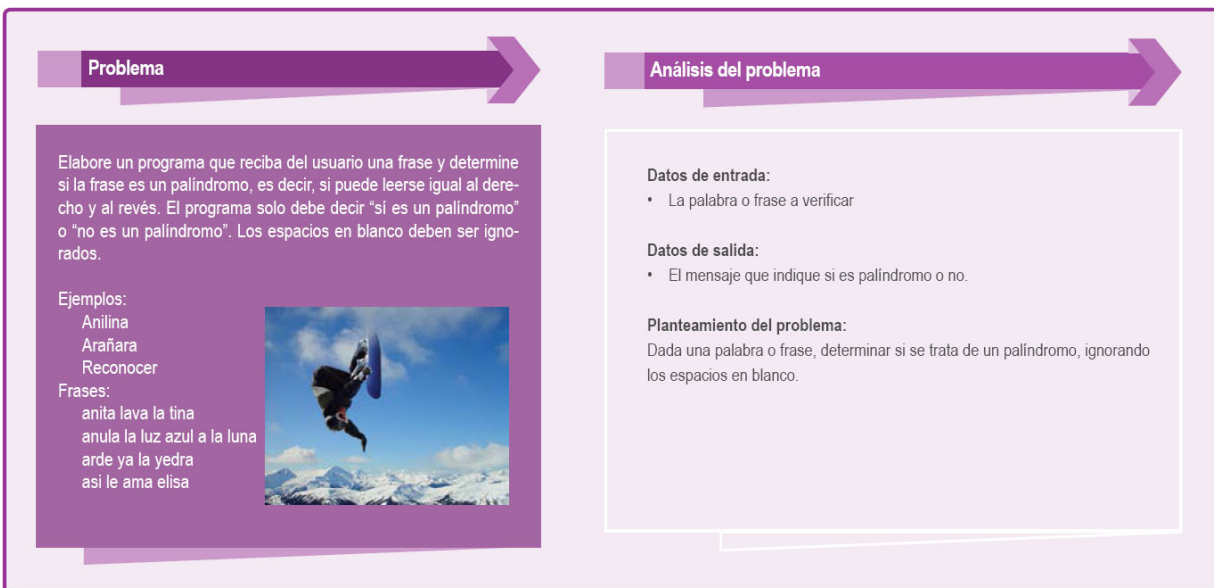 Problema
Elabore un programa que reciba del usuario una frase y determine
si la frase es un palíndromo, es decir, si puede leerse igual al dere-
cho y al revés. El programa solo debe decir “sí es un palíndromo”
o “no es un palíndromo”. Los espacios en blanco deben ser igno-
rados.
Ejemplos:
Anilina
Arañara
Reconocer
Frases:
anita lava la tina
anula la luz azul a la luna
arde ya la yedra
asi le ama elisa
Análisis del problema
Datos de entrada:
• La palabra o frase a verificar
Datos de salida:
• El mensaje que indique si es palíndromo o no.
Planteamiento del problema:
Dada una palabra o frase, determinar si se trata de un palíndromo, ignorando
los espacios en blanco.